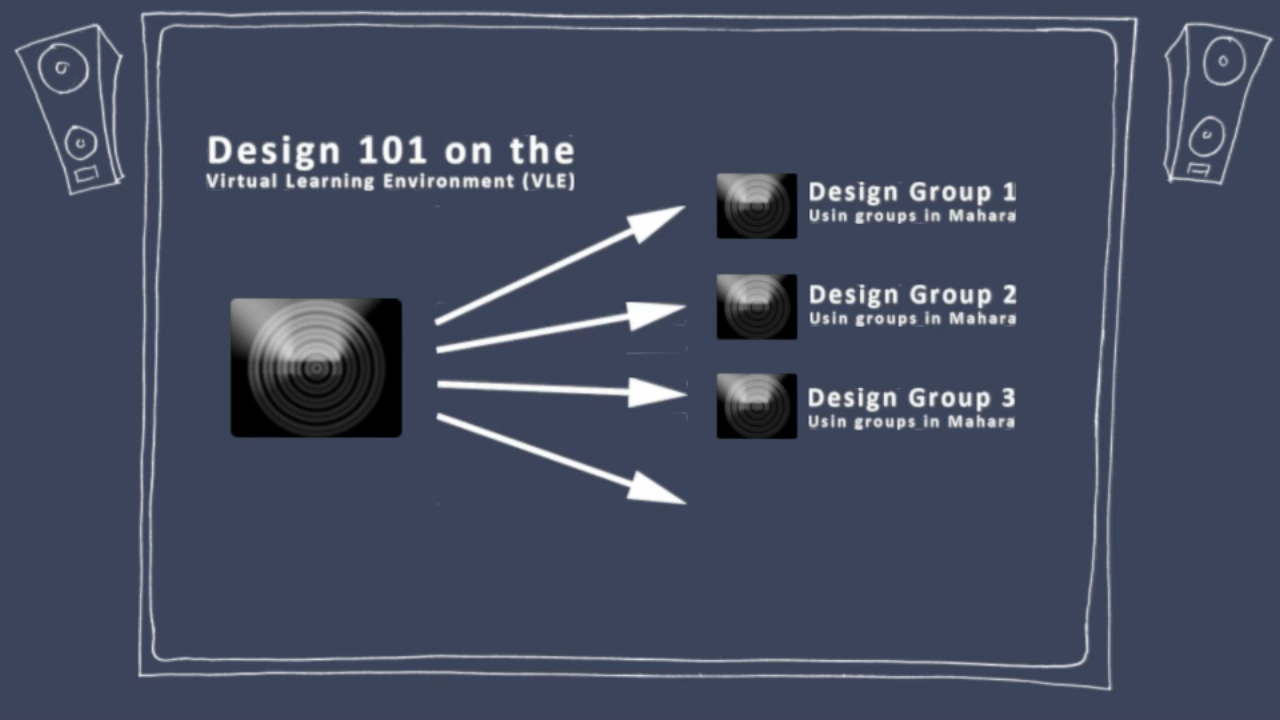 Design 101 on the
Virtual Learning Environment (VLE)
Design Group 1
Usin groups in Mahara
Design Group 2
Usin groups in Mahara
Design Group 3
Usin groups in Mahara